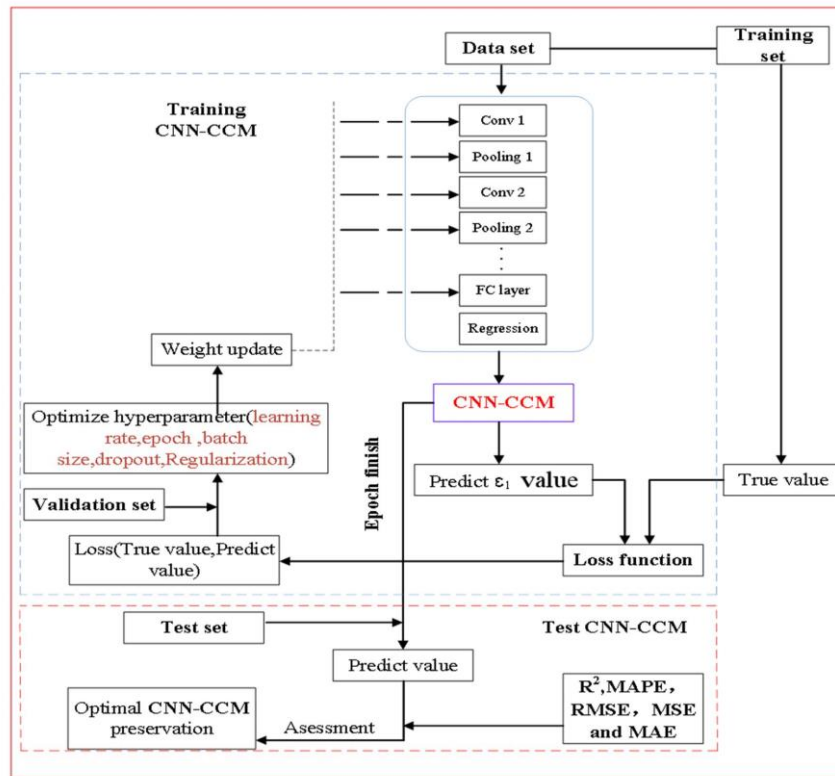 Data set
Training
set
Training
CNN-CCM
Conv 1
Pooling 1
Conv 2
Pooling 2
FC layer
Regression
Weight update
CNN-CCM
Optimize hyperparameter(learning
rate,epoch ,batch
size,dropout,Regularization)
Epoch finish
Predict ε₁ value
True value
Validation set
Loss(True value,Predict
value)
Loss function
Test set
Test CNN-CCM
Predict value
Optimal CNN-CCM
preservation
Asessment
R²,MAPE，
RMSE， MSE
and MAE